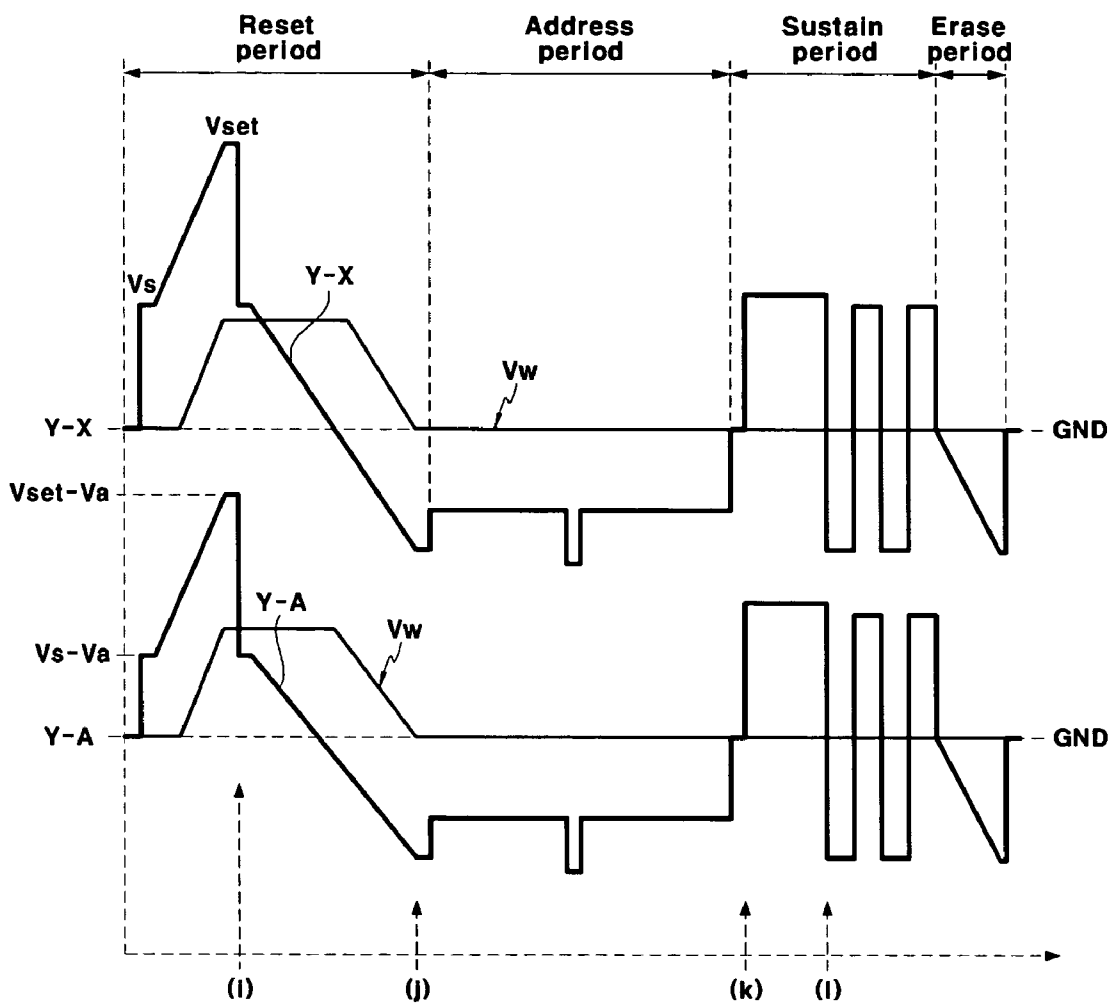 Reset period
Address period
Sustain period
Erase period
Vset
Vs
Y-X
Vw
Y-X
GND
Vset-Va
Y-A
Vw
Vs-Va
Y-A
GND
(i)
(j)
(k)
(l)